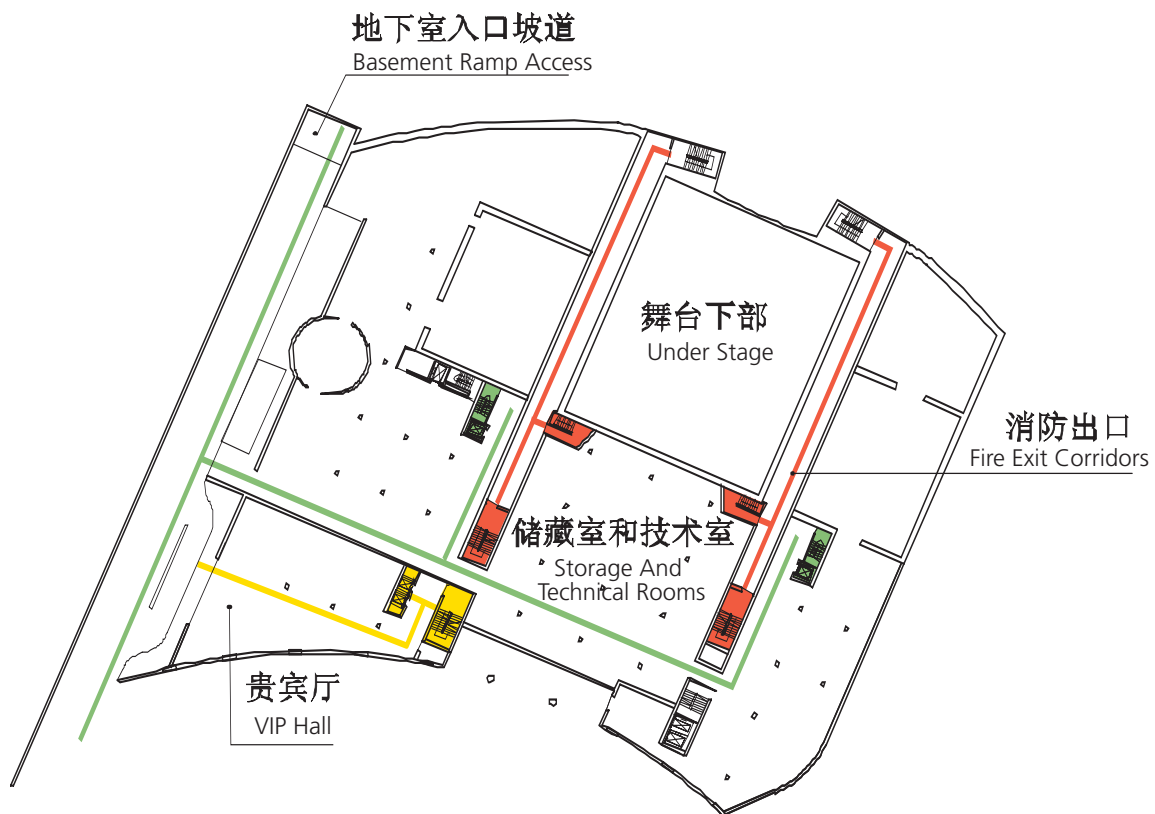 地下室入口坡道
Basement Ramp Access
舞台下部
Under Stage
消防出口
Fire Exit Corridors
储藏室和技术室
Storage And
Technical Rooms
贵宾厅
VIP Hall